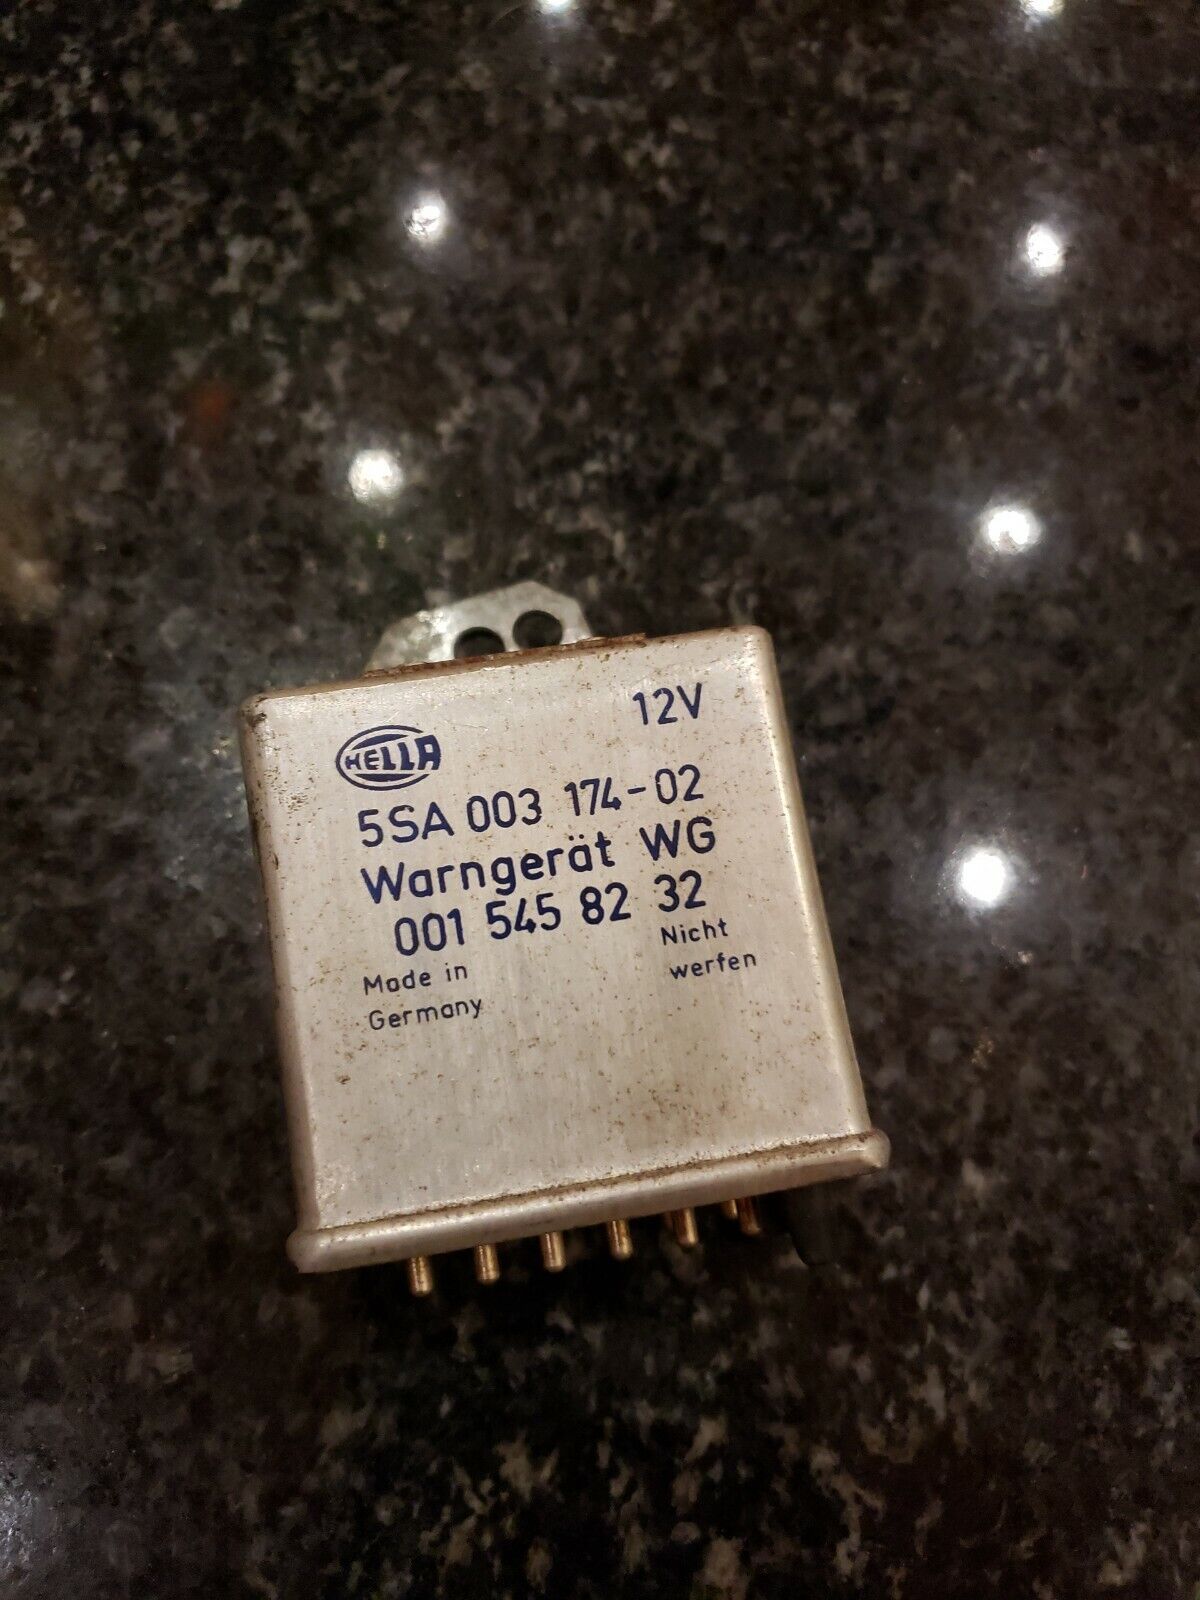 12V
HELLA
5SA 003 174-02
Warngerät WG
001 545 82 32
Made in
Germany
Nicht
werfen